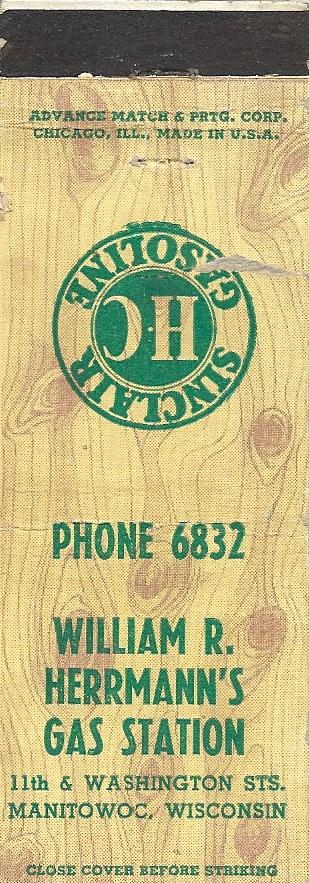 ADVANCE MATCH & PRTG. CORP.
CHICAGO, ILL., MADE IN U.S.A.
SINCLAIR
H·C
GASOLINE
PHONE 6832
WILLIAM R.
HERRMANN'S
GAS STATION
11th & WASHINGTON STS.
MANITOWOC, WISCONSIN
CLOSE COVER BEFORE STRIKING